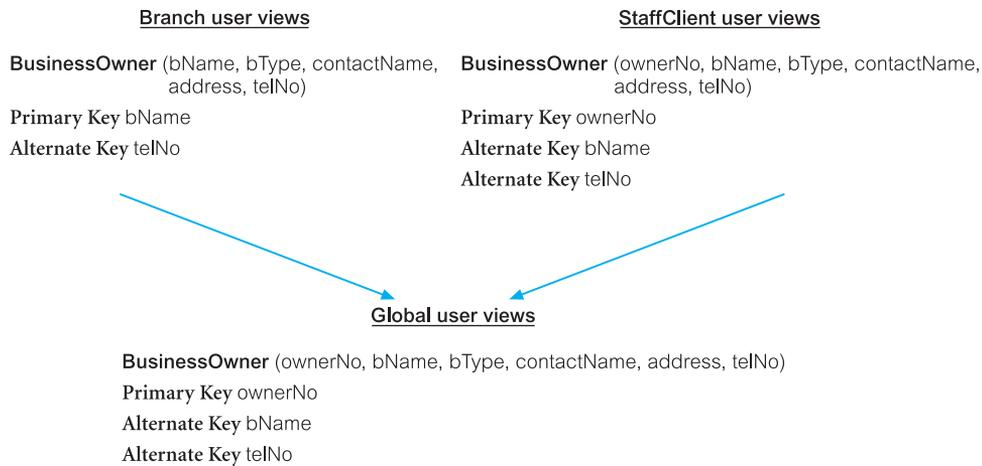 Branch user views
BusinessOwner (bName, bType, contactName,
address, telNo)
Primary Key bName
Alternate Key telNo
StaffClient user views
BusinessOwner (ownerNo, bName, bType, contactName,
address, telNo)
Primary Key ownerNo
Alternate Key bName
Alternate Key telNo
Global user views
BusinessOwner (ownerNo, bName, bType, contactName, address, telNo)
Primary Key ownerNo
Alternate Key bName
Alternate Key telNo